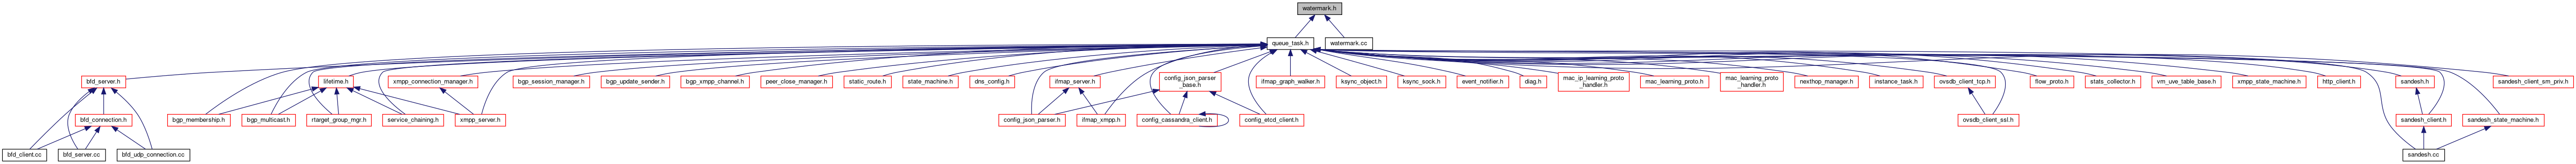 watermark.h
queue_task.h
watermark.cc
bfd_server.h
lifetime.h
xmpp_connection_manager.h
bgp_session_manager.h
bgp_update_sender.h
bgp_xmpp_channel.h
peer_close_manager.h
static_route.h
state_machine.h
dns_config.h
ifmap_server.h
config_json_parser
_base.h
ifmap_graph_walker.h
ksync_object.h
ksync_sock.h
event_notifier.h
diag.h
mac_ip_learning_proto
_handler.h
mac_learning_proto.h
mac_learning_proto
_handler.h
nexthop_manager.h
instance_task.h
ovsdb_client_tcp.h
flow_proto.h
stats_collector.h
vm_uve_table_base.h
xmpp_state_machine.h
http_client.h
sandesh.h
sandesh_client_sm_priv.h
bfd_connection.h
bgp_membership.h
bgp_multicast.h
rtarget_group_mgr.h
service_chaining.h
xmpp_server.h
config_json_parser.h
ifmap_xmpp.h
config_cassandra_client.h
config_etcd_client.h
ovsdb_client_ssl.h
sandesh_client.h
sandesh_state_machine.h
bfd_client.cc
bfd_server.cc
bfd_udp_connection.cc
sandesh.cc